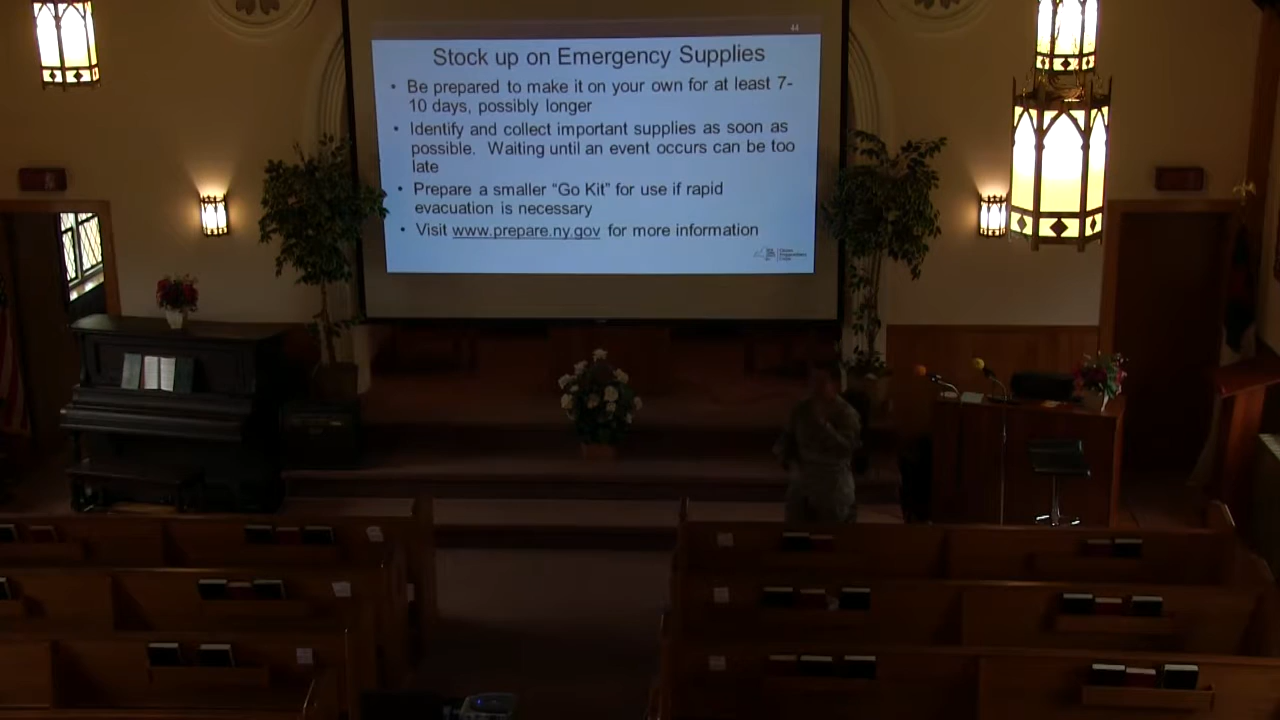 44
Stock up on Emergency Supplies
• Be prepared to make it on your own for at least 7-
10 days, possibly longer
• Identify and collect important supplies as soon as
possible. Waiting until an event occurs can be too
late
• Prepare a smaller “Go Kit” for use if rapid
evacuation is necessary
• Visit www.prepare.ny.gov for more information